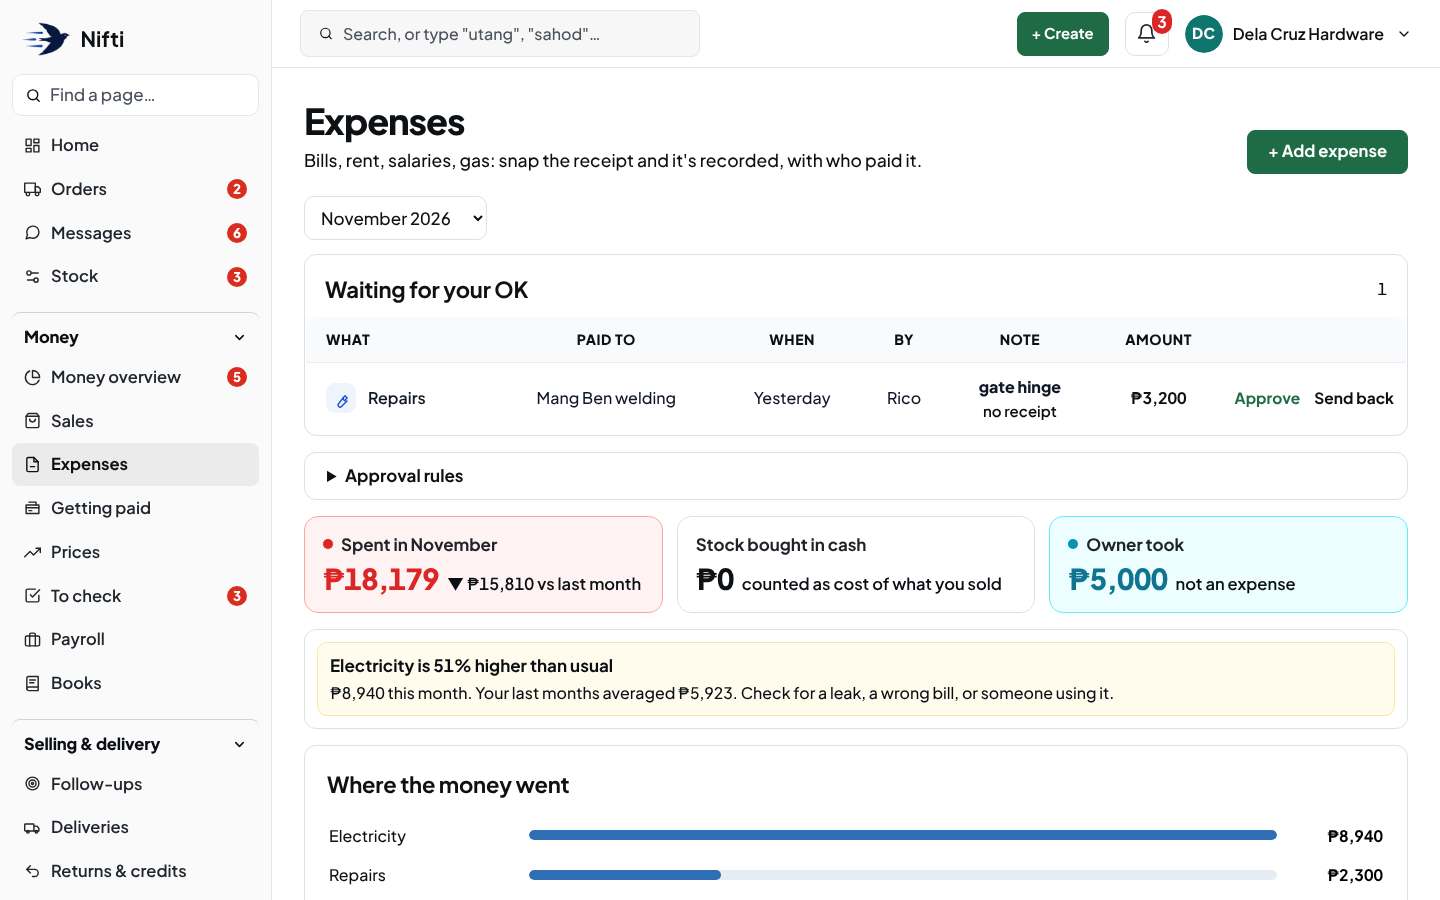 Nifti
Find a page...
Home
Orders 2
Messages 6
Stock 3
Money
Money overview 5
Sales
Expenses
Getting paid
Prices
To check 3
Payroll
Books
Selling & delivery
Follow-ups
Deliveries
Returns & credits
Search, or type "utang", "sahod"...
+ Create
3
DC Dela Cruz Hardware
Expenses
Bills, rent, salaries, gas: snap the receipt and it's recorded, with who paid it.
+ Add expense
November 2026
Waiting for your OK 1
WHAT PAID TO WHEN BY NOTE AMOUNT
Repairs Mang Ben welding Yesterday Rico gate hinge ₱3,200 Approve Send back
no receipt
▶ Approval rules
Spent in November
₱18,179 ▼ ₱15,810 vs last month
Stock bought in cash
₱0 counted as cost of what you sold
Owner took
₱5,000 not an expense
Electricity is 51% higher than usual
₱8,940 this month. Your last months averaged ₱5,923. Check for a leak, a wrong bill, or someone using it.
Where the money went
Electricity ₱8,940
Repairs ₱2,300